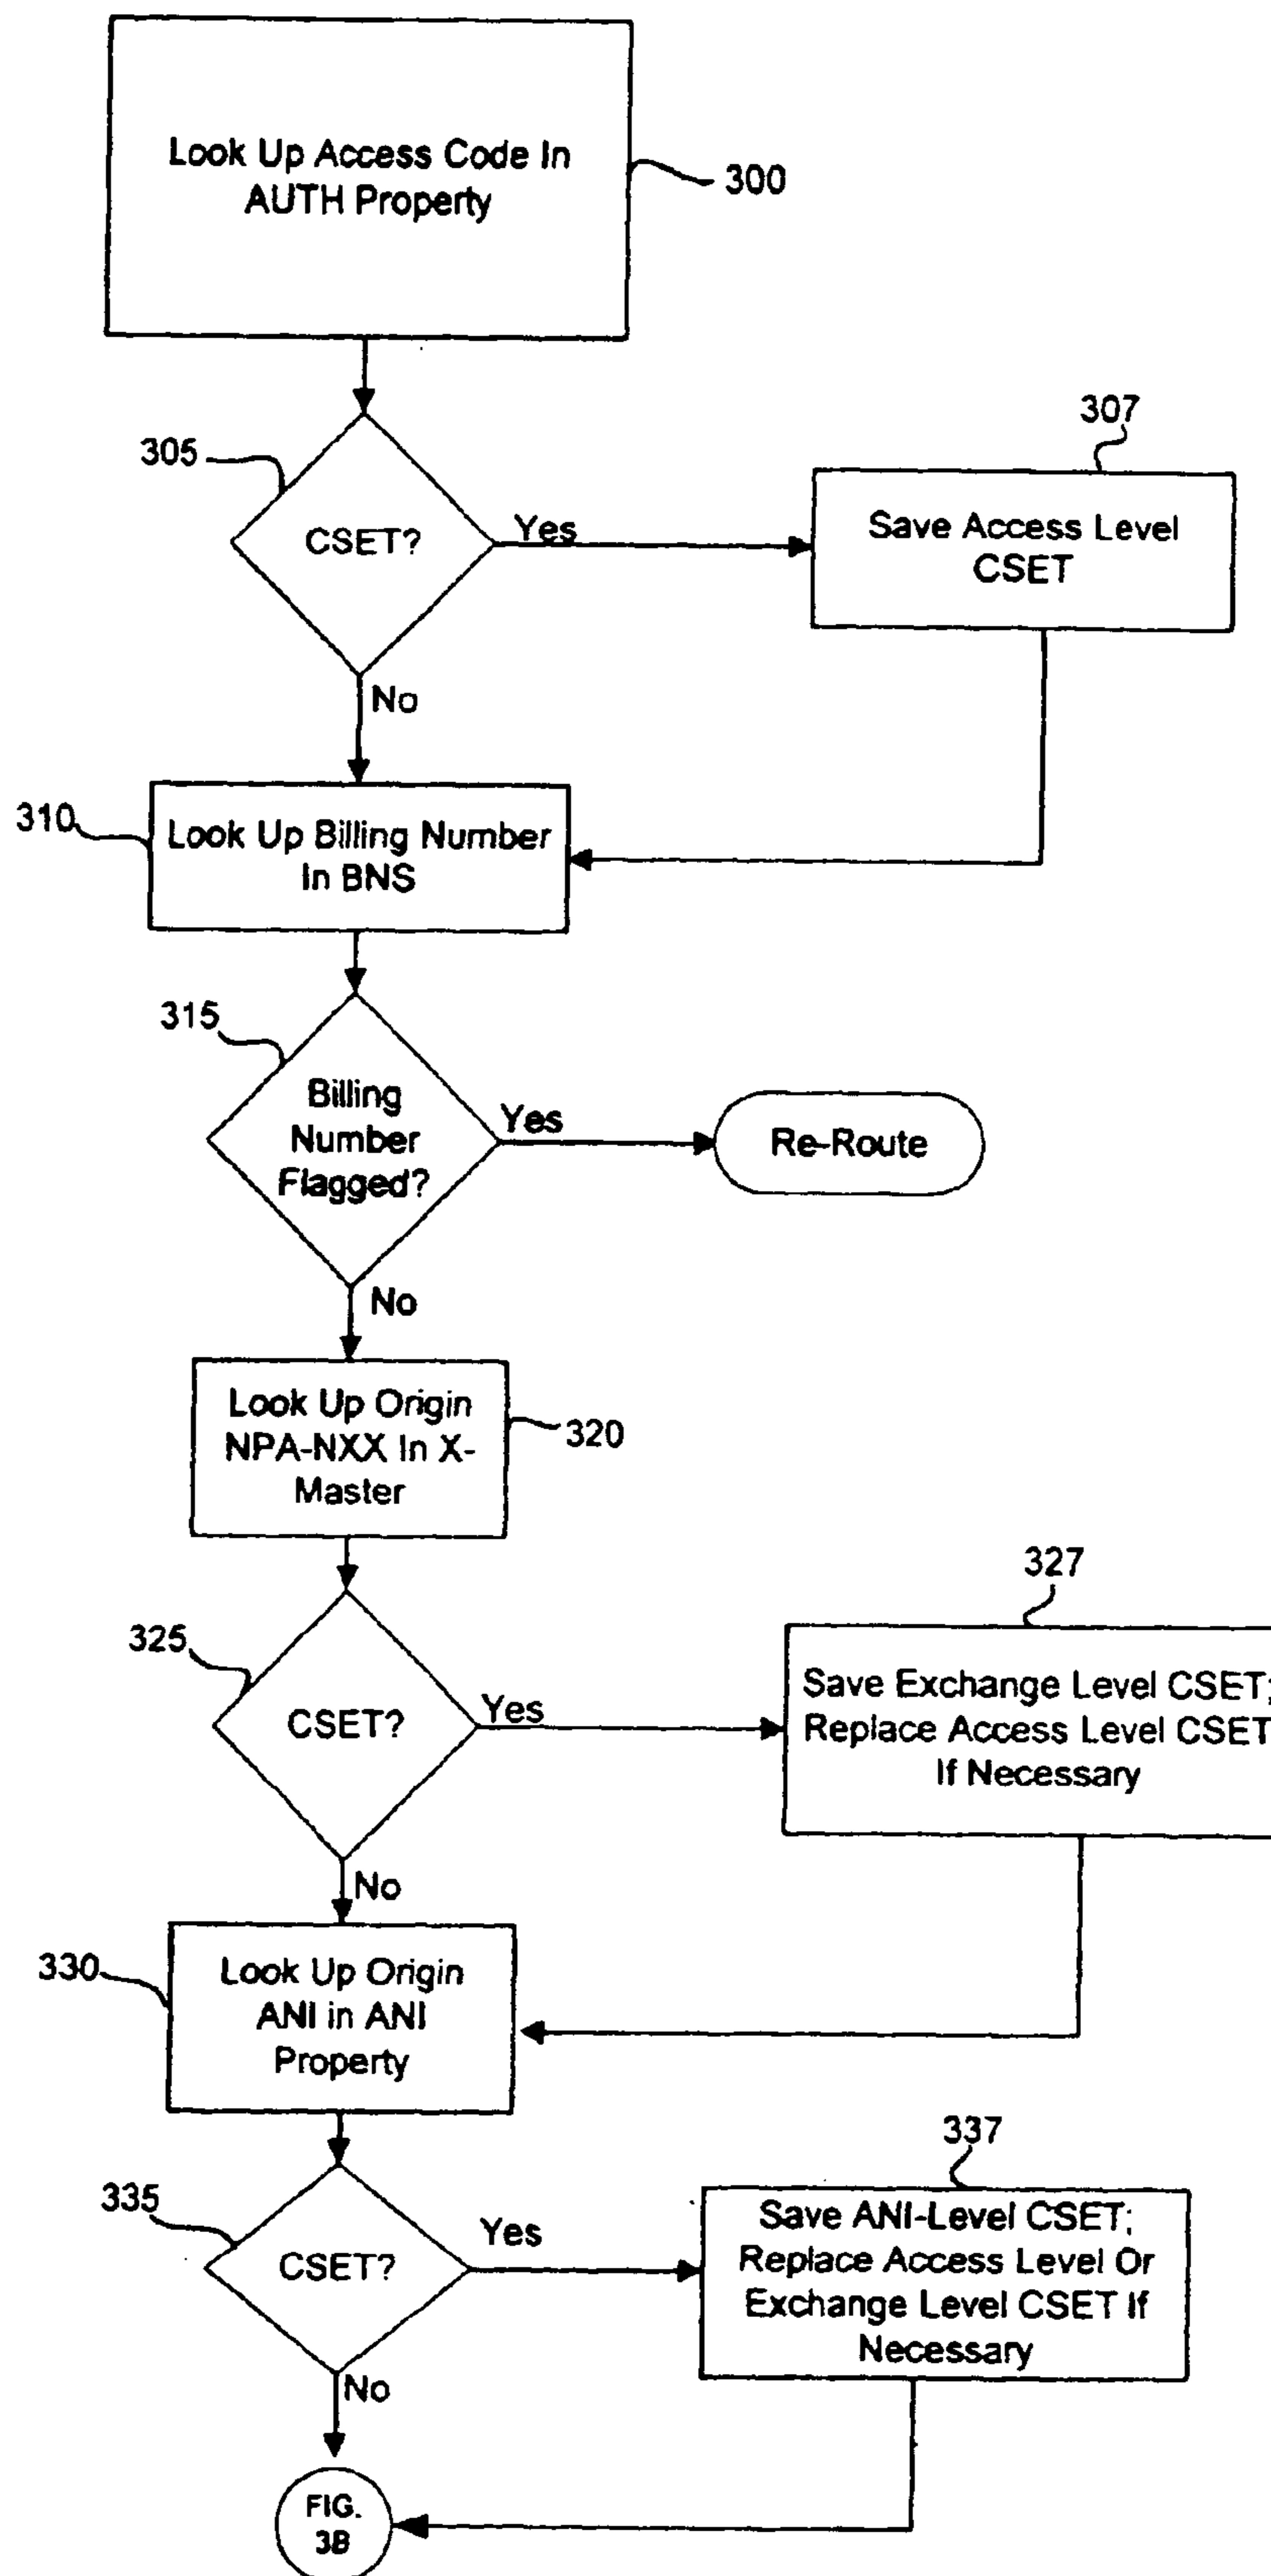 Look Up Access Code In
AUTH Property
300
307
305
CSET?
Yes
Save Access Level
CSET
No
310
Look Up Billing Number
In BNS
315
Billing
Number
Flagged?
Yes
Re-Route
No
Look Up Origin
NPA-NXX In X-
Master
320
327
325
CSET?
Yes
Save Exchange Level CSET;
Replace Access Level CSET
If Necessary
No
330
Look Up Origin
ANI in ANI
Property
337
335
CSET?
Yes
Save ANI-Level CSET;
Replace Access Level Or
Exchange Level CSET If
Necessary
No
FIG.
3B